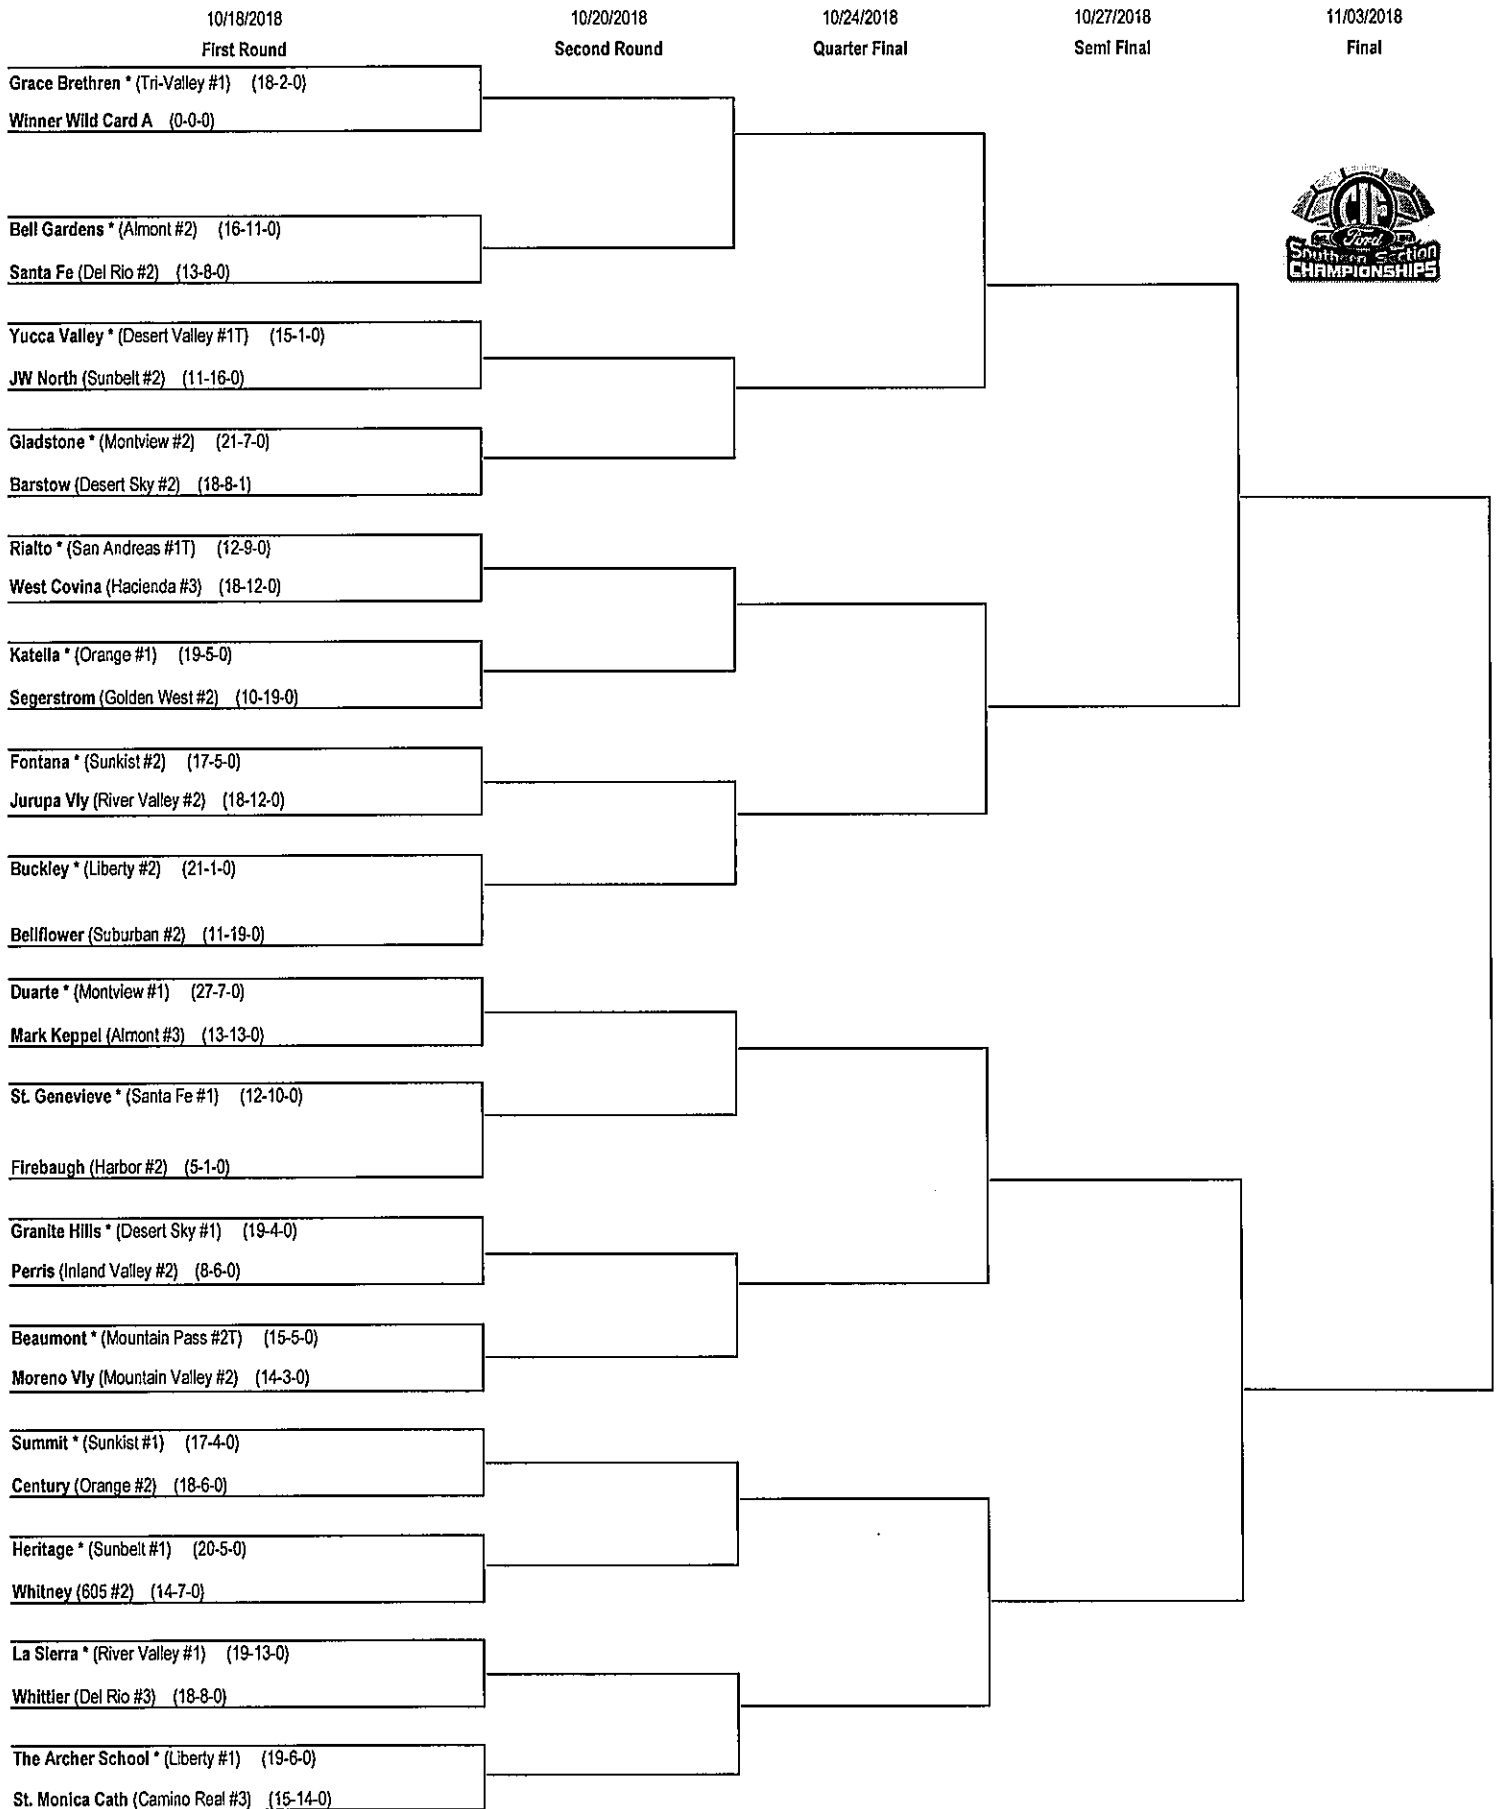 10/18/2018 10/20/2018 10/24/2018 10/27/2018 11/03/2018
First Round Second Round Quarter Final Semi Final Final
Grace Brethren * (Tri-Valley #1) (18-2-0)
Winner Wild Card A (0-0-0)
CIF
Ford
Southern Section
CHAMPIONSHIPS
Bell Gardens * (Almont #2) (16-11-0)
Santa Fe (Del Rio #2) (13-8-0)
Yucca Valley * (Desert Valley #1T) (15-1-0)
JW North (Sunbelt #2) (11-16-0)
Gladstone * (Montview #2) (21-7-0)
Barstow (Desert Sky #2) (18-8-1)
Rialto * (San Andreas #1T) (12-9-0)
West Covina (Hacienda #3) (18-12-0)
Katella * (Orange #1) (19-5-0)
Segerstrom (Golden West #2) (10-19-0)
Fontana * (Sunkist #2) (17-5-0)
Jurupa Vly (River Valley #2) (18-12-0)
Buckley * (Liberty #2) (21-1-0)
Bellflower (Suburban #2) (11-19-0)
Duarte * (Montview #1) (27-7-0)
Mark Keppel (Almont #3) (13-13-0)
St. Genevieve * (Santa Fe #1) (12-10-0)
Firebaugh (Harbor #2) (5-1-0)
Granite Hills * (Desert Sky #1) (19-4-0)
Perris (Inland Valley #2) (8-6-0)
Beaumont * (Mountain Pass #2T) (15-5-0)
Moreno Vly (Mountain Valley #2) (14-3-0)
Summit * (Sunkist #1) (17-4-0)
Century (Orange #2) (18-6-0)
Heritage * (Sunbelt #1) (20-5-0)
Whitney (605 #2) (14-7-0)
La Sierra * (River Valley #1) (19-13-0)
Whittier (Del Rio #3) (18-8-0)
The Archer School * (Liberty #1) (19-6-0)
St. Monica Cath (Camino Real #3) (15-14-0)